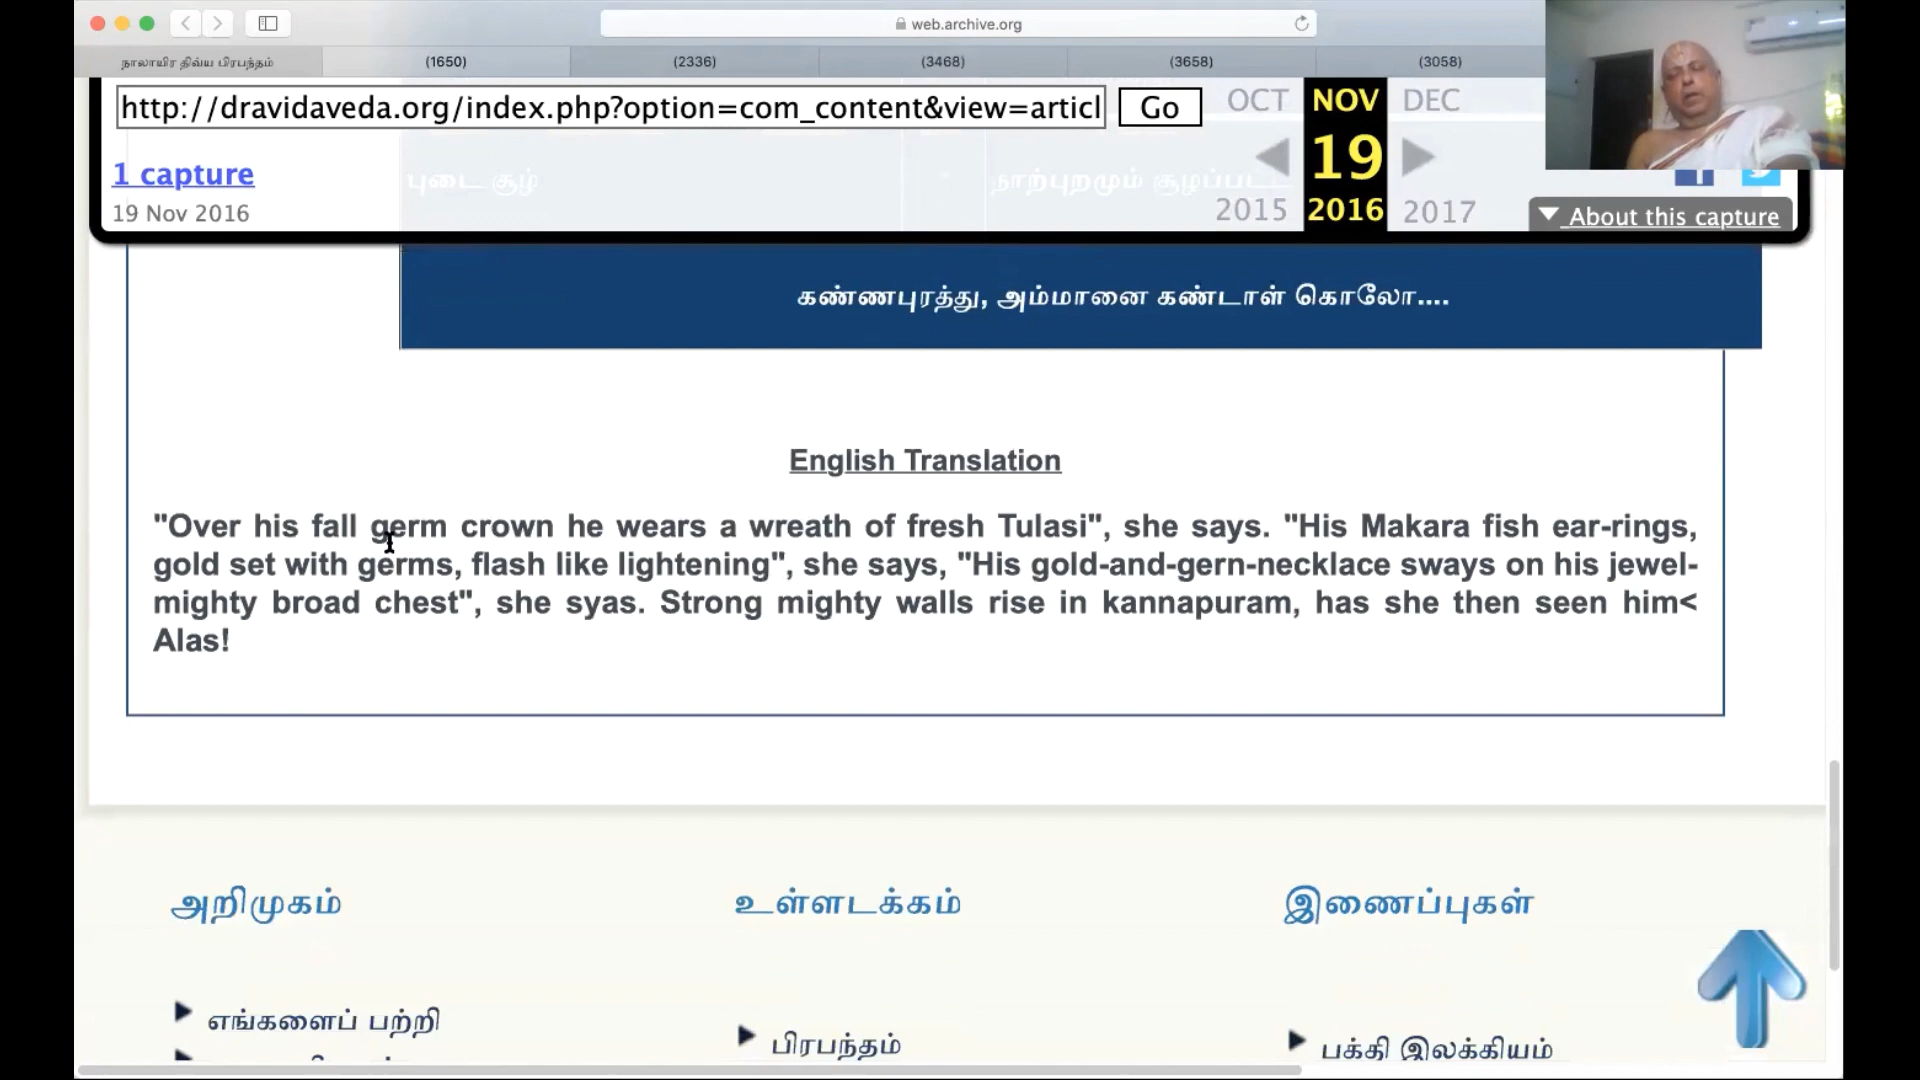 web.archive.org
நாலாயிர திவ்ய பிரபந்தம்
(1650)
(2336)
(3468)
(3658)
(3058)
http://dravidaveda.org/index.php?option=com_content&view=articl
Go
OCT
NOV
DEC
19
1 capture
19 Nov 2016
2015
2016
2017
About this capture
புடை சூழ்
நாற்புறமும்
கண்ணபுரத்து, அம்மானை கண்டாள் கொலோ....
English Translation
"Over his fall germ crown he wears a wreath of fresh Tulasi", she says. "His Makara fish ear-rings,
gold set with germs, flash like lightening", she says, "His gold-and-gern-necklace sways on his jewel-
mighty broad chest", she syas. Strong mighty walls rise in kannapuram, has she then seen him<
Alas!
அறிமுகம்
உள்ளடக்கம்
இணைப்புகள்
எங்களைப் பற்றி
பிரபந்தம்
பக்கி இலக்கியம்